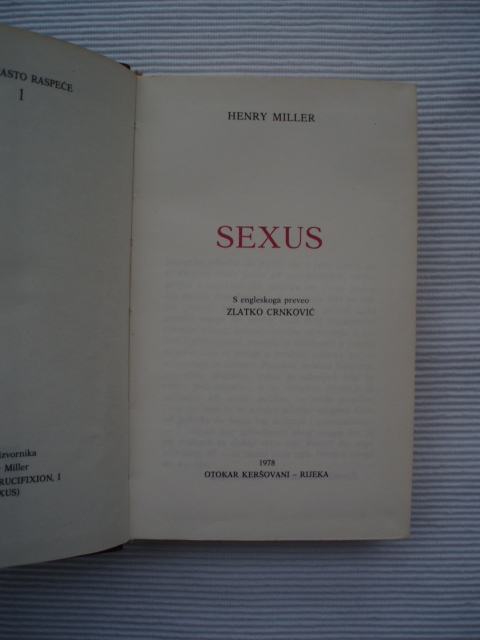 ASTO RASPEĆE
1
izvornika
Miller
RUCIFIXION, I
XUS)
HENRY MILLER
SEXUS
S engleskoga preveo
ZLATKO CRNKOVIĆ
1978
OTOKAR KERŠOVANI – RIJEKA